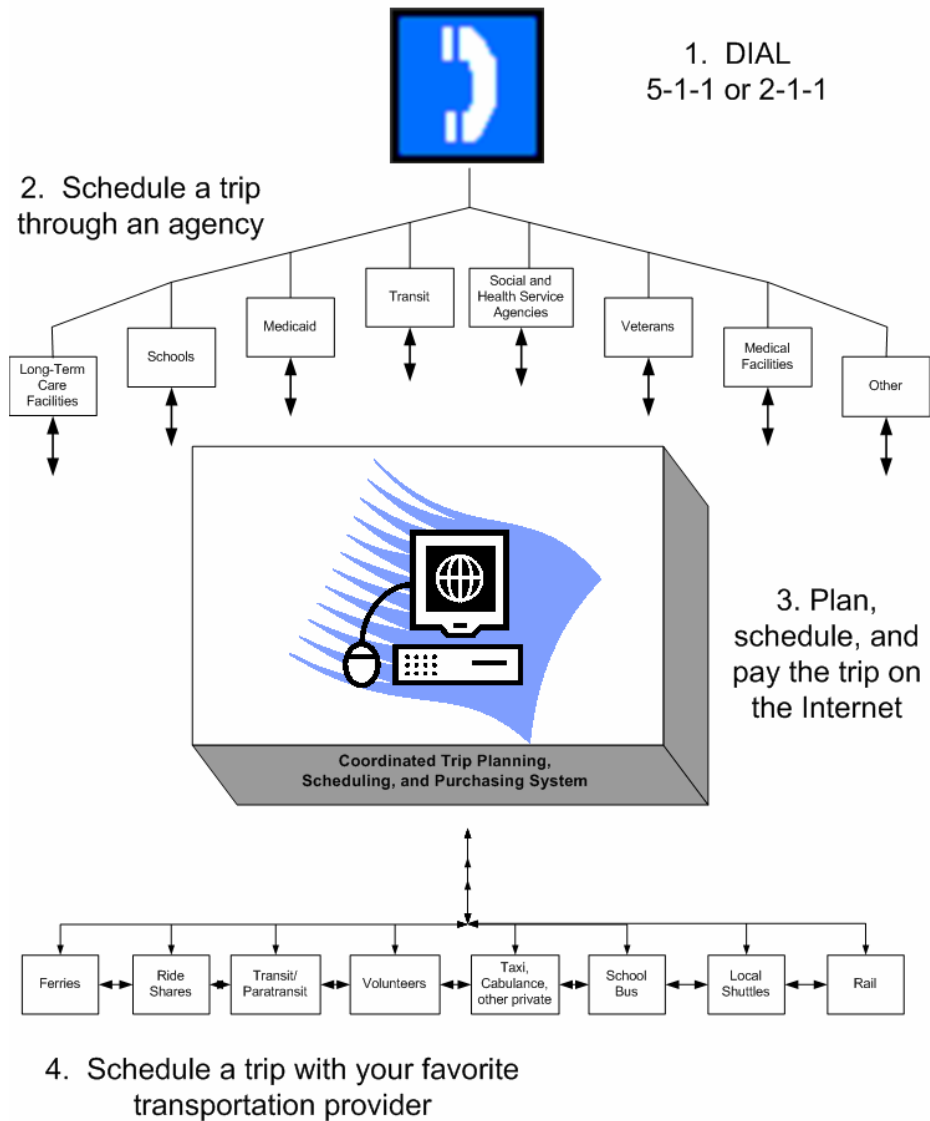 1. DIAL
5-1-1 or 2-1-1
2. Schedule a trip
through an agency
Long-Term
Care
Facilities
Schools
Medicaid
Transit
Social and
Health Service
Agencies
Veterans
Medical
Facilities
Other
3. Plan,
schedule, and
pay the trip on
the Internet
Coordinated Trip Planning,
Scheduling, and Purchasing System
Ferries
Ride
Shares
Transit/
Paratransit
Volunteers
Taxi,
Cabulance,
other private
School
Bus
Local
Shuttles
Rail
4. Schedule a trip with your favorite
transportation provider